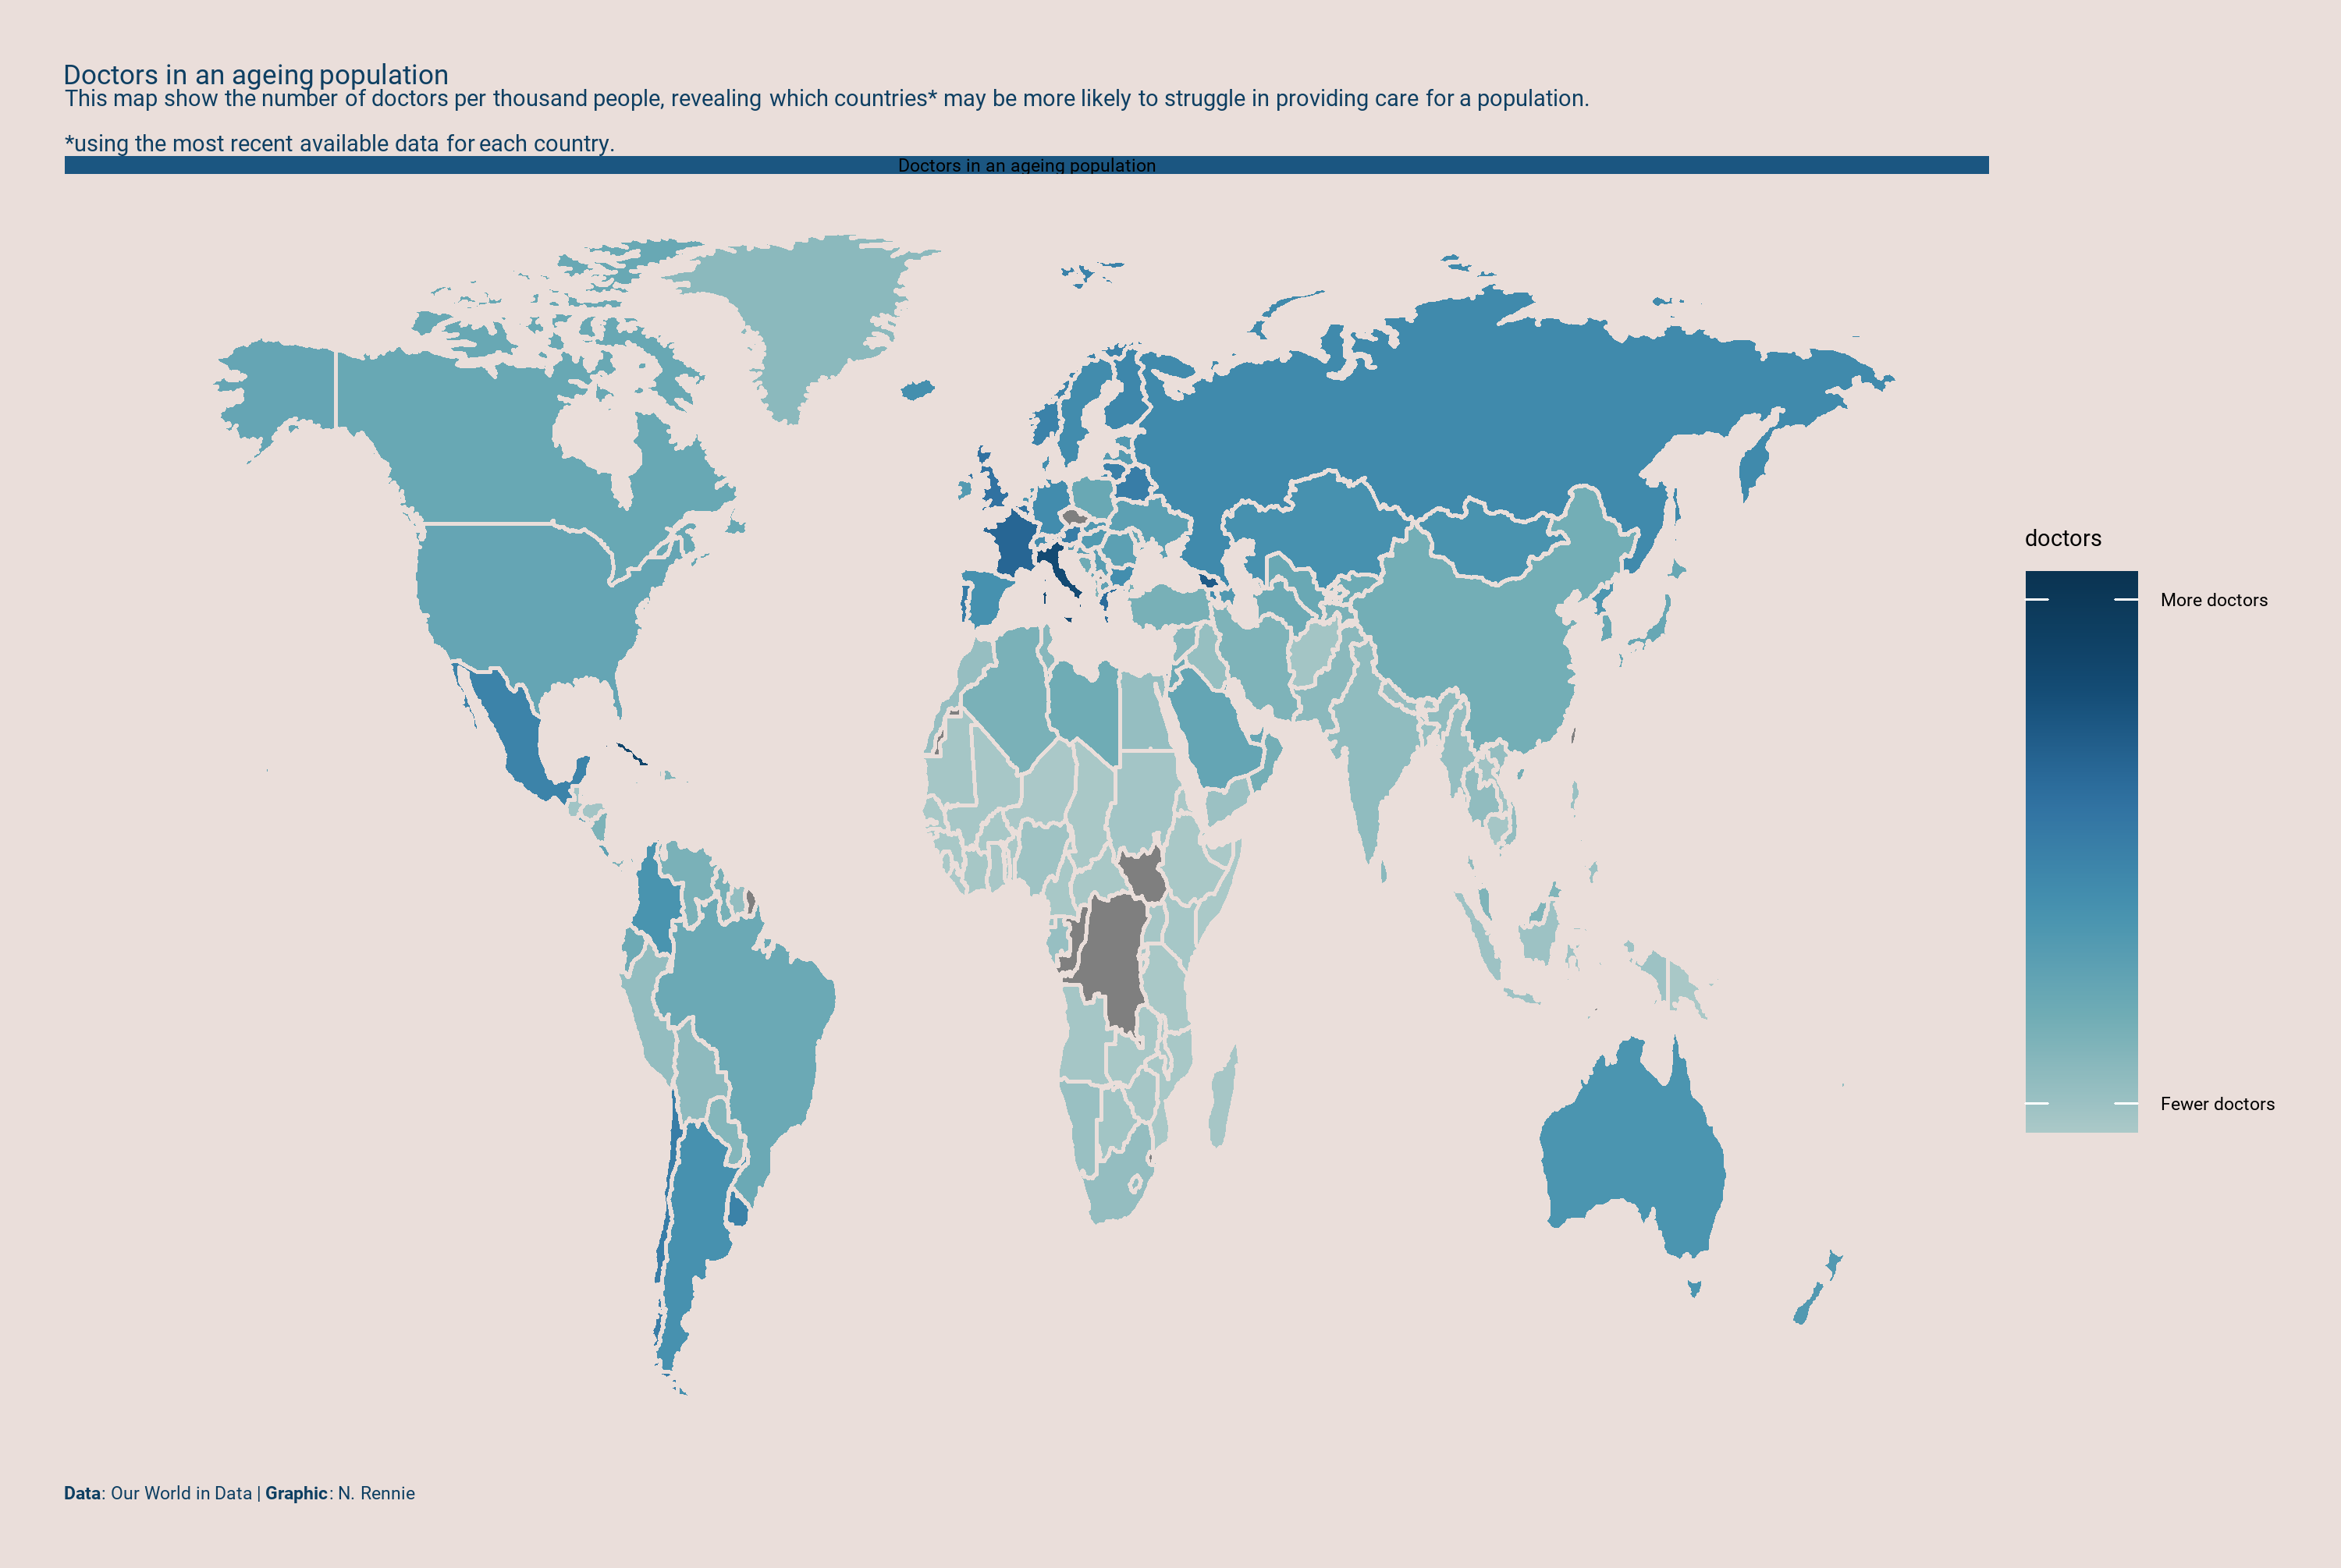 Doctors in an ageing population
This map show the number of doctors per thousand people, revealing which countries* may be more likely to struggle in providing care for a population.
*using the most recent available data for each country.
Doctors in an ageing population
doctors
More doctors
Fewer doctors
Data: Our World in Data | Graphic: N. Rennie